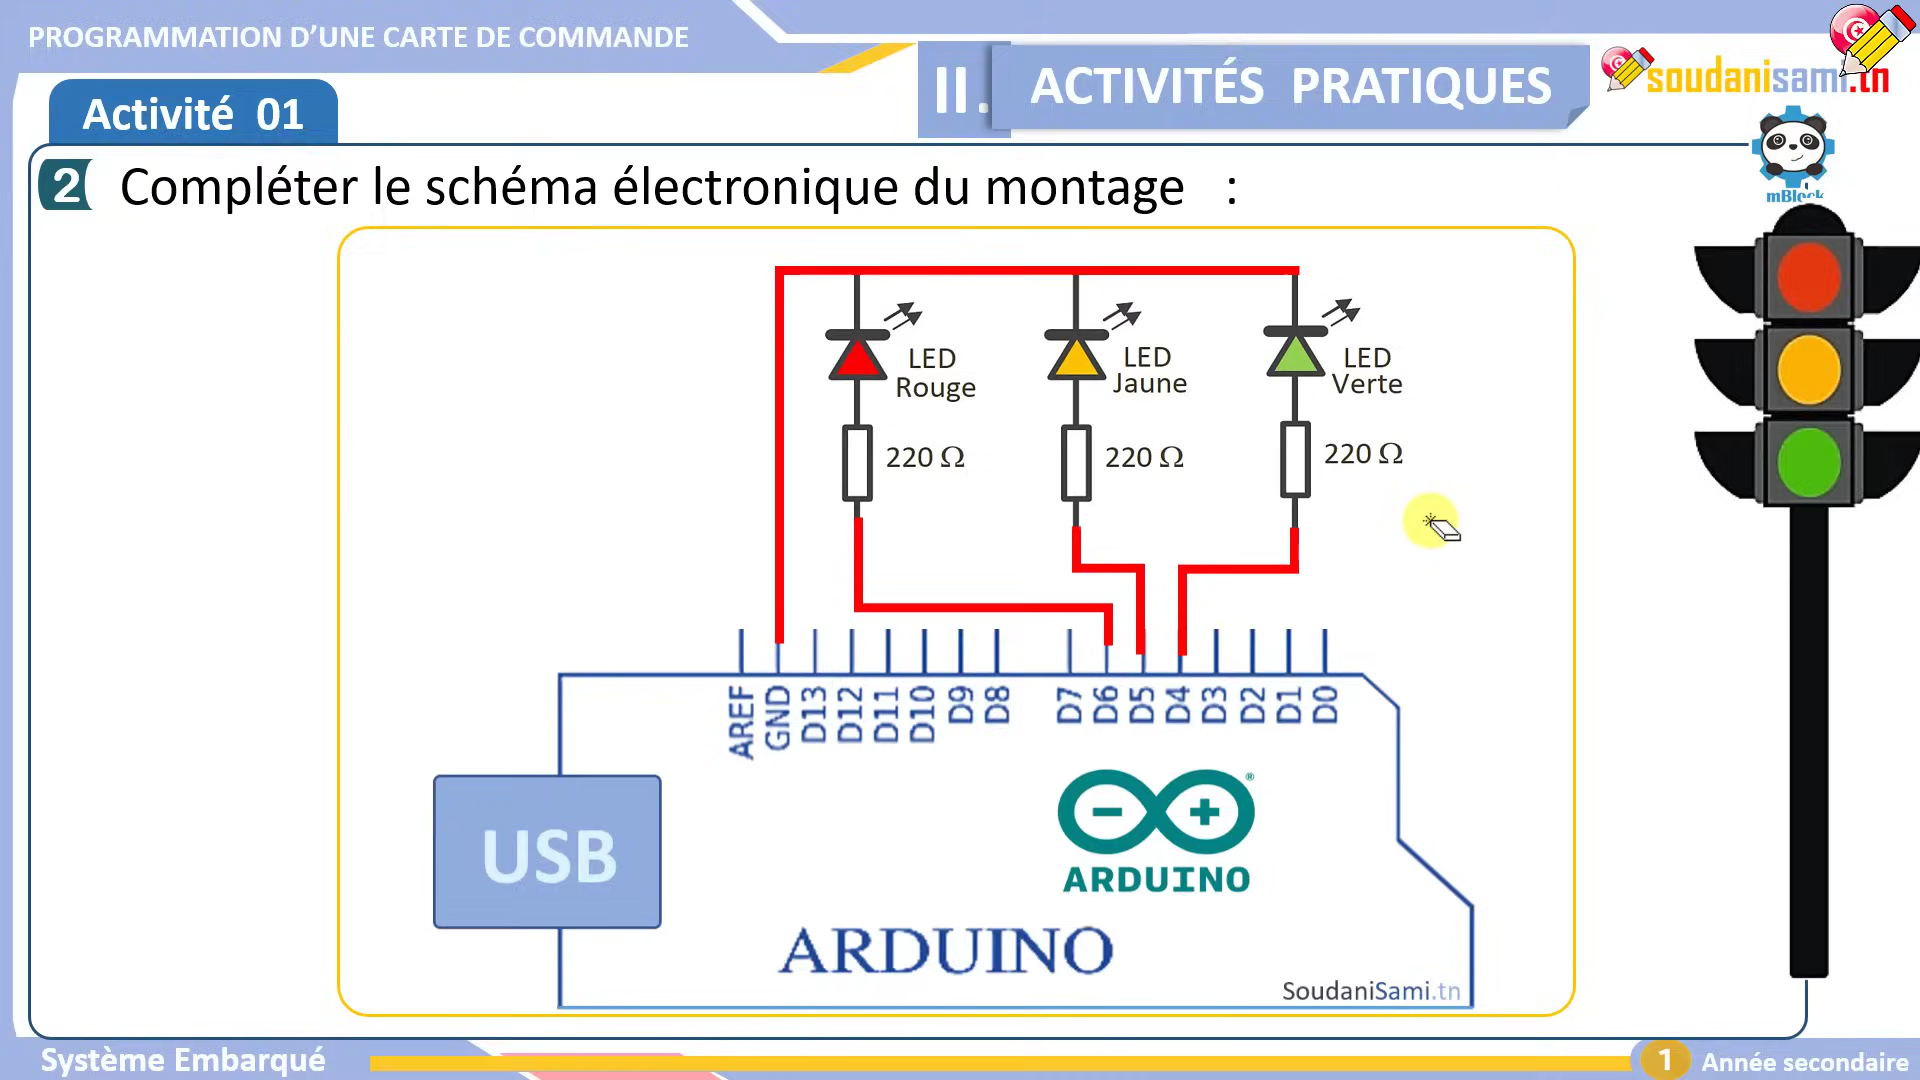 PROGRAMMATION D’UNE CARTE DE COMMANDE
II. ACTIVITÉS PRATIQUES
soudanisami.tn
Activité 01
mBlock
2 Compléter le schéma électronique du montage :
LED
Rouge
LED
Jaune
LED
Verte
220 Ω
220 Ω
220 Ω
AREF GND D13 D12 D11 D10 D9 D8 D7 D6 D5 D4 D3 D2 D1 D0
USB
ARDUINO
ARDUINO
SoudaniSami.tn
Système Embarqué
1 Année secondaire